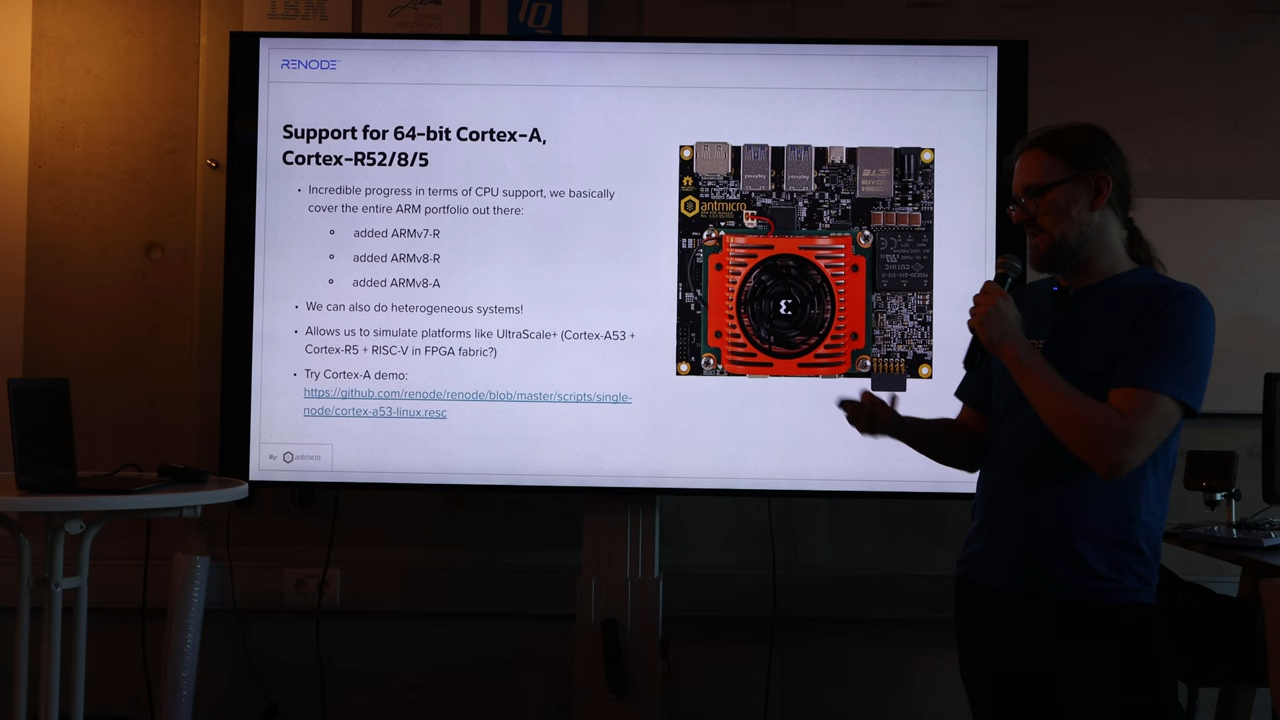 IBM
RENODE
Support for 64-bit Cortex-A,
Cortex-R52/8/5
• Incredible progress in terms of CPU support, we basically
cover the entire ARM portfolio out there:
added ARMv7-R
added ARMv8-R
added ARMv8-A
• We can also do heterogeneous systems!
• Allows us to simulate platforms like UltraScale+ (Cortex-A53 +
Cortex-R5 + RISC-V in FPGA fabric?)
• Try Cortex-A demo:
https://github.com/renode/renode/blob/master/scripts/single-
node/cortex-a53-linux.resc
antmicro
CUI INC
By: antmicro